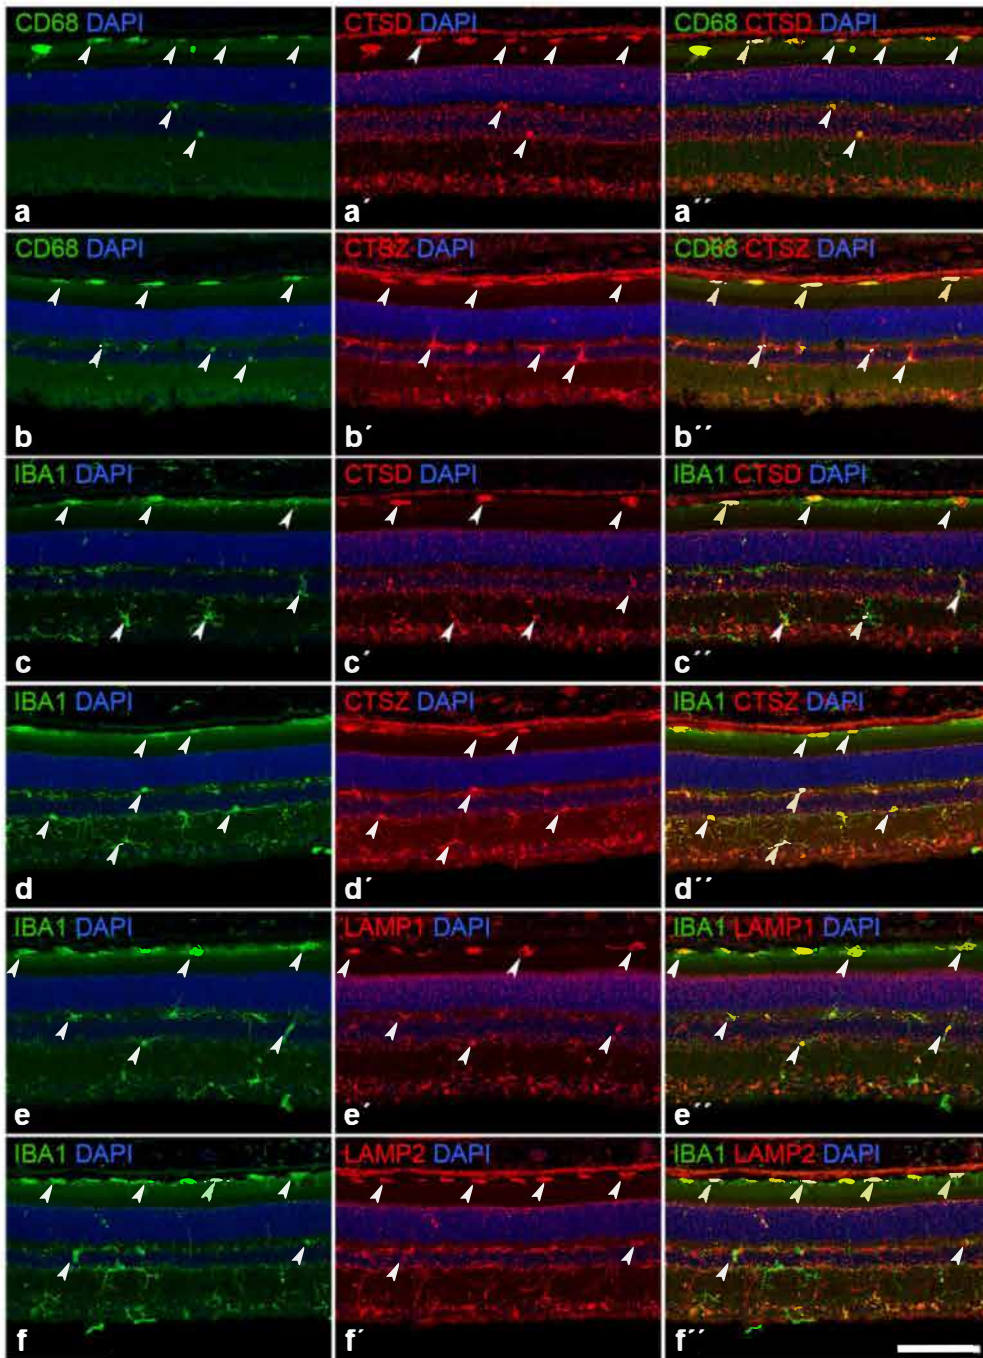 CD68 DAPI
CTSD DAPI
CD68 CTSD DAPI
a
a´
a´´
CD68 DAPI
CTSZ DAPI
CD68 CTSZ DAPI
b
b´
b´´
IBA1 DAPI
CTSD DAPI
IBA1 CTSD DAPI
c
c´
c´´
IBA1 DAPI
CTSZ DAPI
IBA1 CTSZ DAPI
d
d´
d´´
IBA1 DAPI
LAMP1 DAPI
IBA1 LAMP1 DAPI
e
e´
e´´
IBA1 DAPI
LAMP2 DAPI
IBA1 LAMP2 DAPI
f
f´
f´´